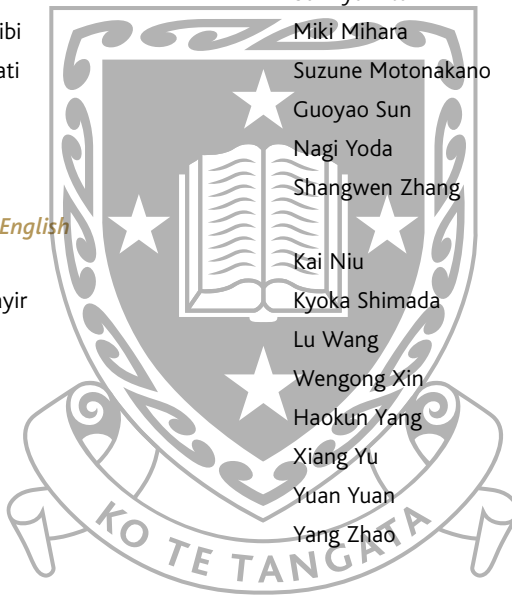 ibi
ati
English
ayir
Miki Mihara
Suzune Motonakano
Guoyao Sun
Nagi Yoda
Shangwen Zhang
Kai Niu
Kyoka Shimada
Lu Wang
Wengong Xin
Haokun Yang
Xiang Yu
Yuan Yuan
Yang Zhao
KO TE TANGATA